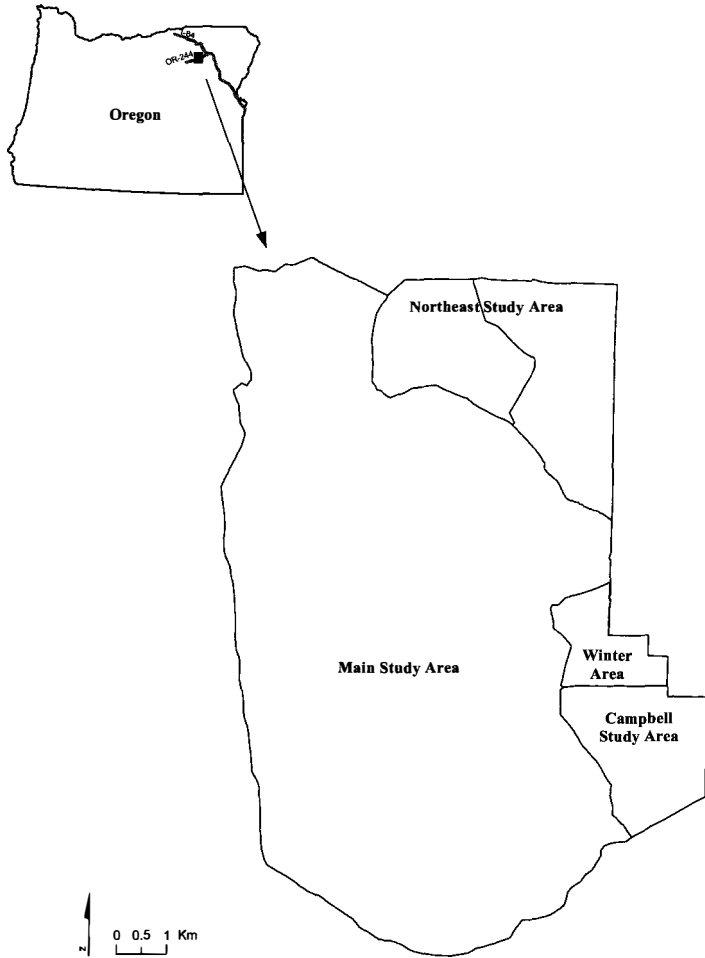 I-84
OR-244
Oregon
Northeast Study Area
Main Study Area
Winter
Area
Campbell
Study Area
N
0 0.5 1 Km